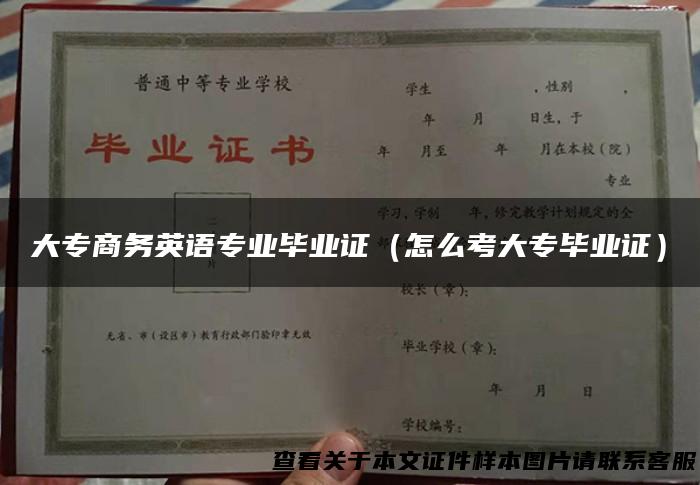 普通中等专业学校
毕业证书
二
片
无省、市(设区市)教育行政部门验印章无效
学生 ,性别 ,
年 月 日生,于
年 月至 年 月在本校(院)
专业
学习,学制 年,修完教学计划规定的全
大专商务英语专业毕业证(怎么考大专毕业证)
校长(章):
毕业学校(章):
年 月 日
学校编号:
查看关于本文证件样本图片请联系客服